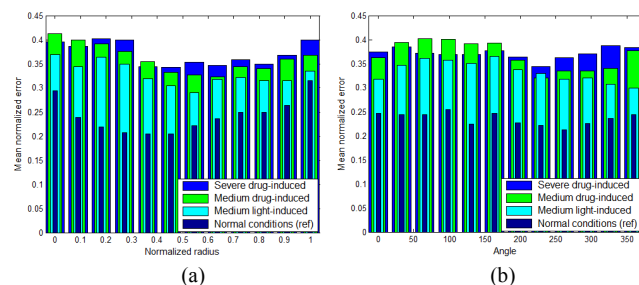 0.45
0.4
0.35
0.3
0.25
0.2
0.15
0.1
0.05
0
Mean normalized error
Severe drug-induced
Medium drug-induced
Medium light-induced
Normal conditions (ref)
0 0.1 0.2 0.3 0.4 0.5 0.6 0.7 0.8 0.9 1
Normalized radius
(a)
0.45
0.4
0.35
0.3
0.25
0.2
0.15
0.1
0.05
0
Mean normalized error
Severe drug-induced
Medium drug-induced
Medium light-induced
Normal conditions (ref)
0 50 100 150 200 250 300 350
Angle
(b)